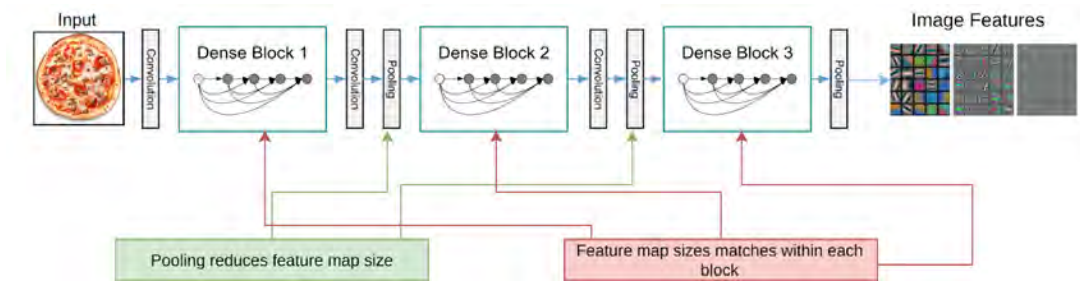 Input
Image Features
Convolution
Dense Block 1
Convolution
Pooling
Dense Block 2
Convolution
Pooling
Dense Block 3
Pooling
Pooling reduces feature map size
Feature map sizes matches within each
block